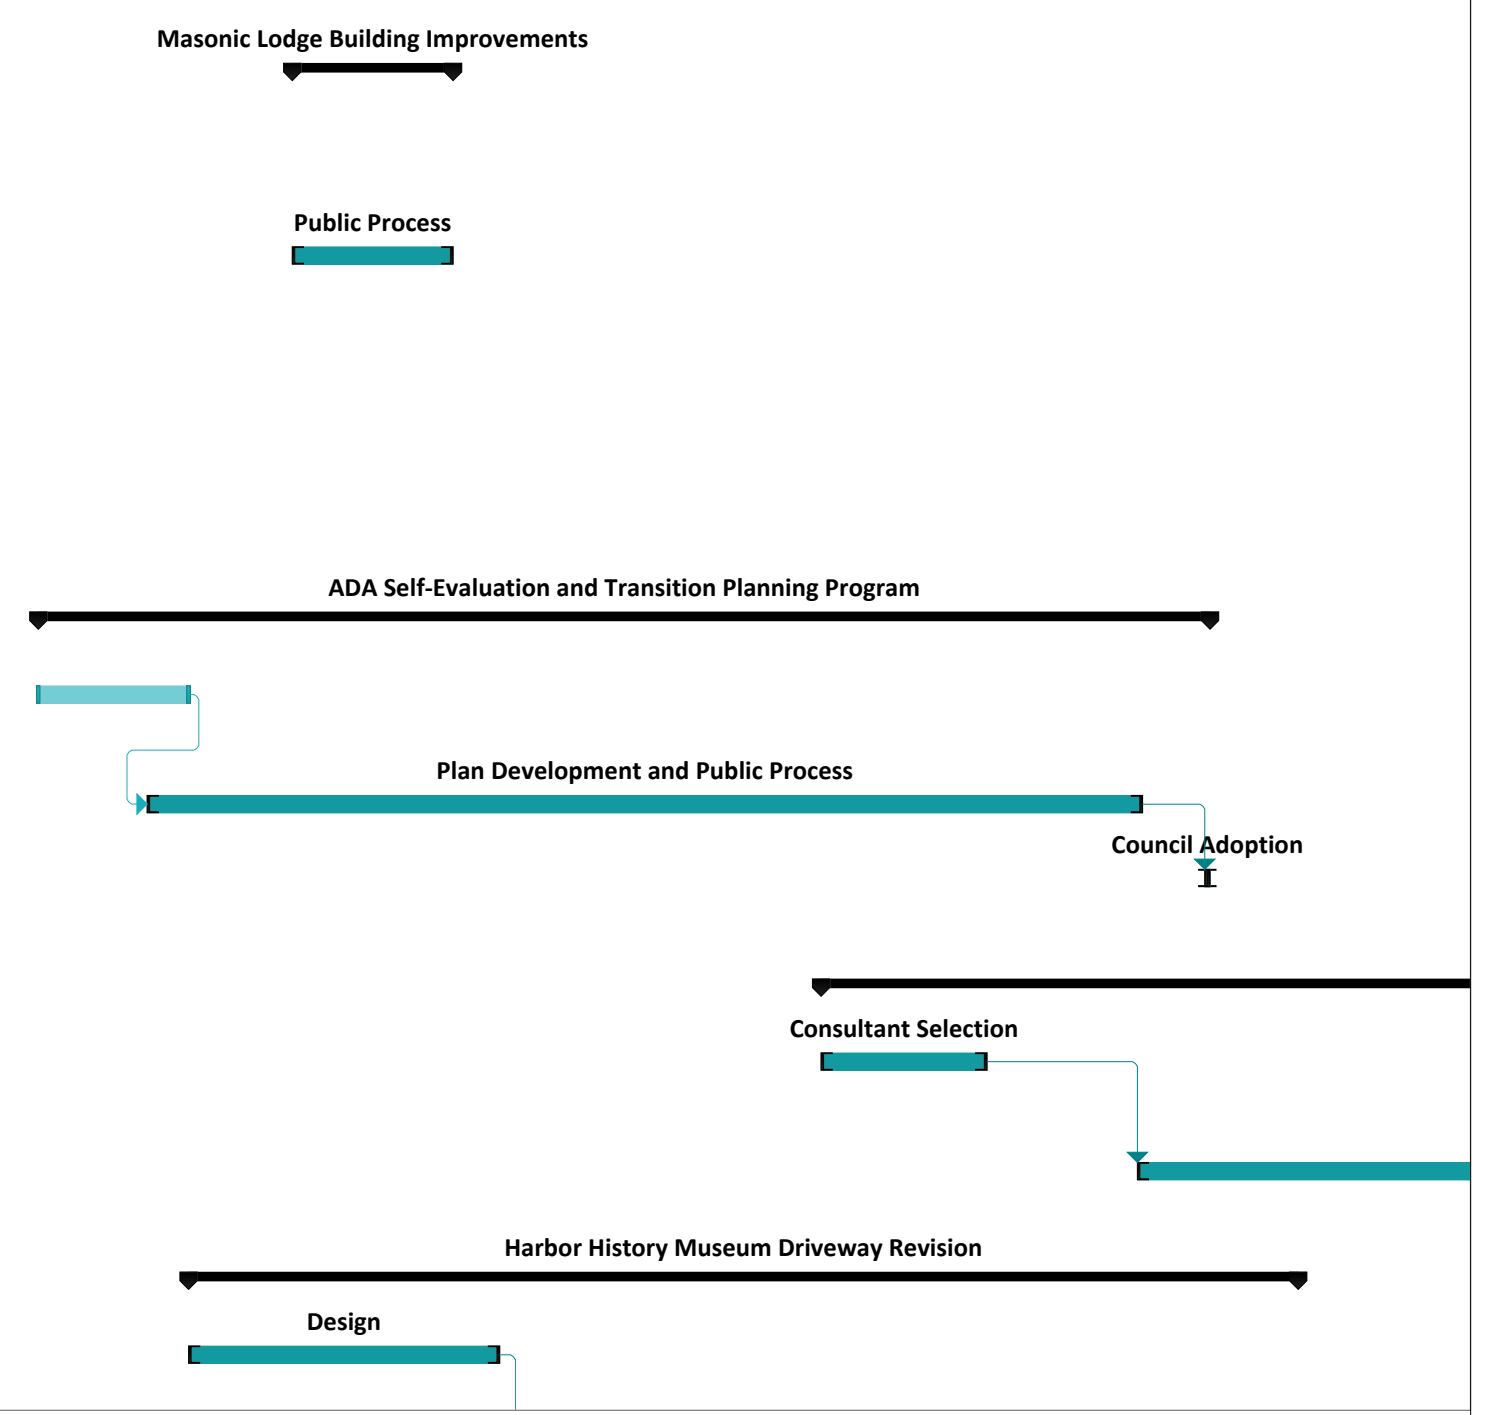 Masonic Lodge Building Improvements
Public Process
ADA Self-Evaluation and Transition Planning Program
Plan Development and Public Process
Council Adoption
Consultant Selection
Harbor History Museum Driveway Revision
Design